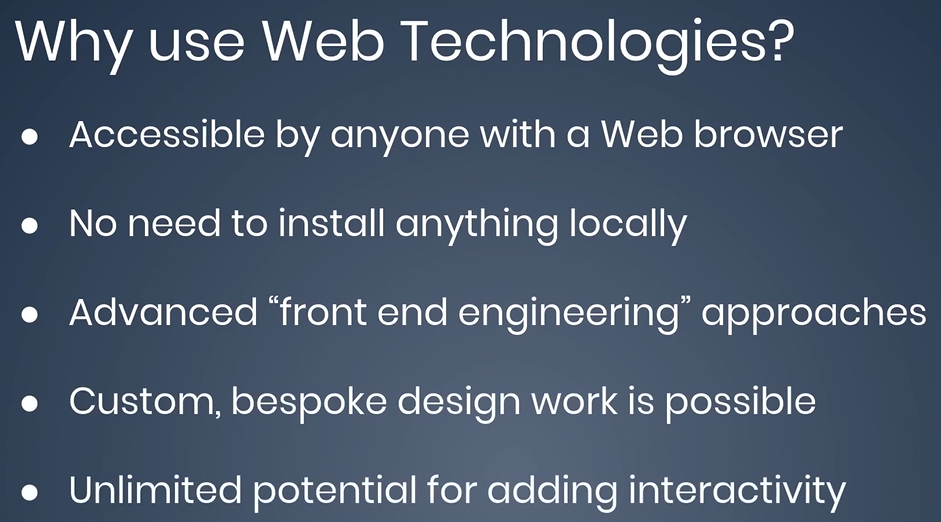 Why use Web Technologies?
● Accessible by anyone with a Web browser
● No need to install anything locally
● Advanced “front end engineering” approaches
● Custom, bespoke design work is possible
● Unlimited potential for adding interactivity